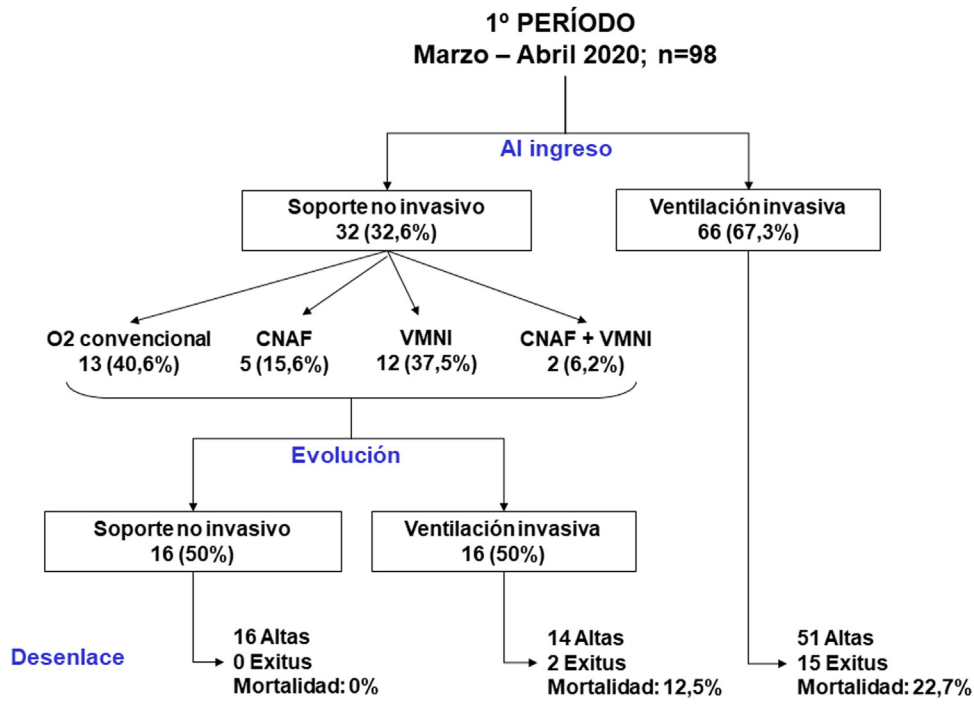 1º PERÍODO
Marzo – Abril 2020; n=98
Al ingreso
Soporte no invasivo
32 (32,6%)
Ventilación invasiva
66 (67,3%)
O2 convencional
13 (40,6%)
CNAF
5 (15,6%)
VMNI
12 (37,5%)
CNAF + VMNI
2 (6,2%)
Evolución
Soporte no invasivo
16 (50%)
Ventilación invasiva
16 (50%)
Desenlace
16 Altas
0 Exitus
Mortalidad: 0%
14 Altas
2 Exitus
Mortalidad: 12,5%
51 Altas
15 Exitus
Mortalidad: 22,7%